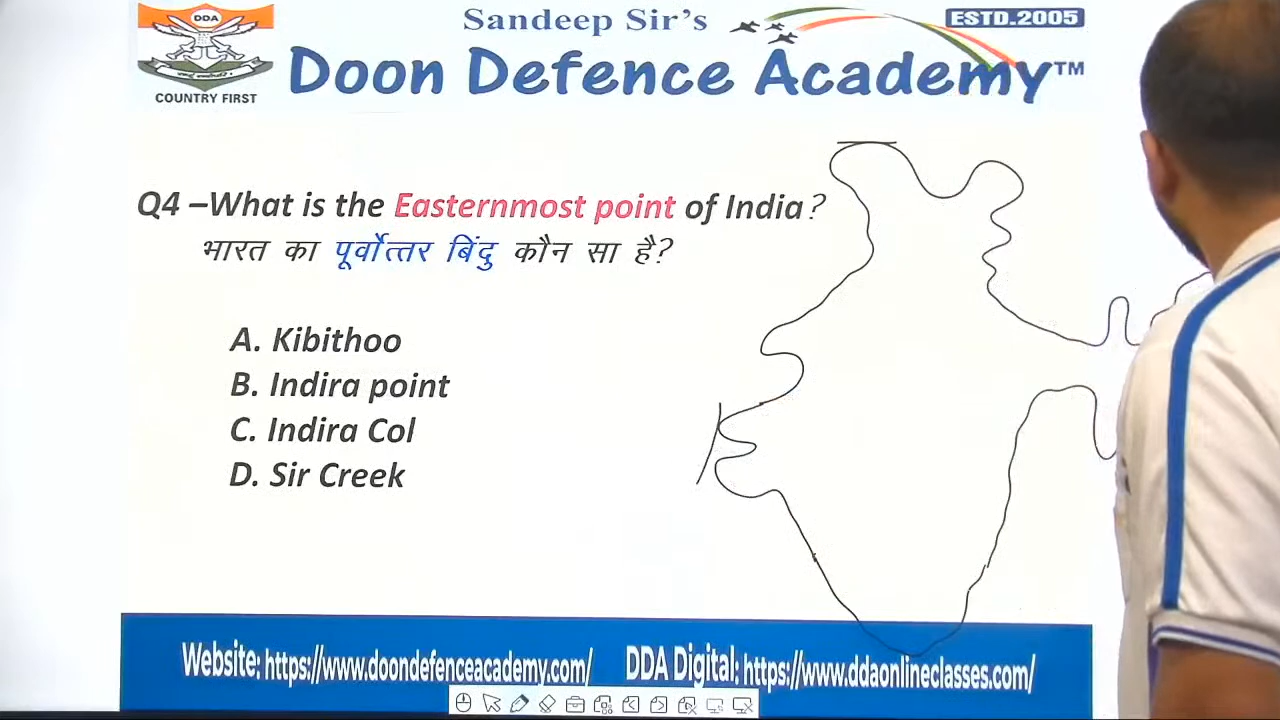 DDA
COUNTRY FIRST
Sandeep Sir's
ESTD.2005
Doon Defence Academy™
Q4 –What is the Easternmost point of India?
भारत का पूर्वोत्तर बिंदु कौन सा है?
A. Kibithoo
B. Indira point
C. Indira Col
D. Sir Creek
Website: https://www.doondefenceacademy.com/ DDA Digital: https://www.ddaonlineclasses.com/